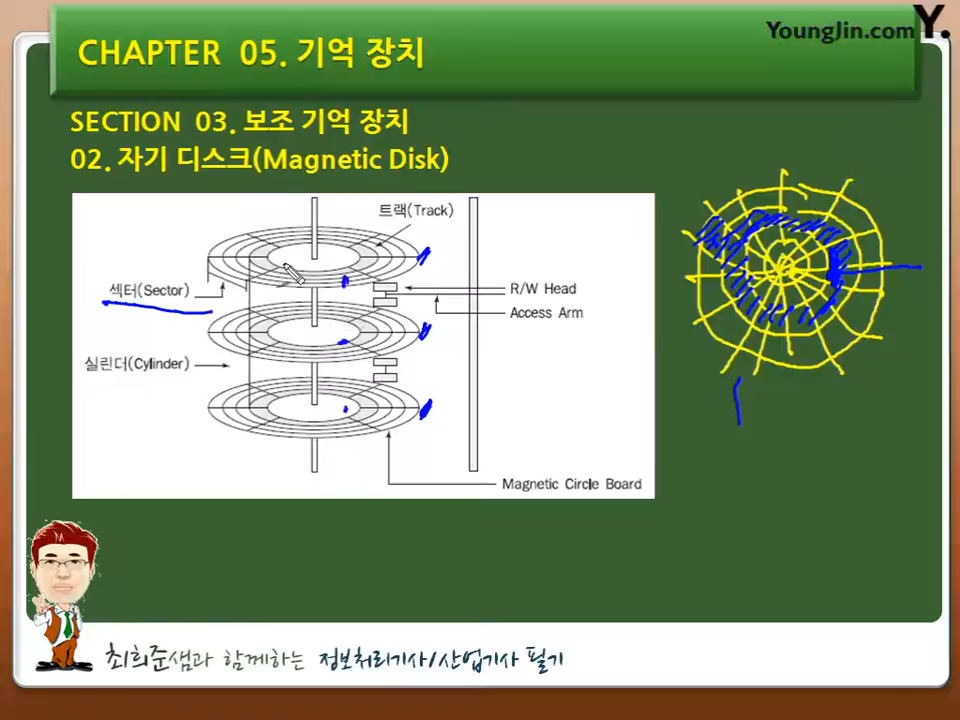 YoungJin.com Y.
CHAPTER 05. 기억 장치
SECTION 03. 보조 기억 장치
02. 자기 디스크(Magnetic Disk)
트랙(Track)
섹터(Sector)
R/W Head
Access Arm
실린더(Cylinder)
Magnetic Circle Board
최희준샘과 함께하는 정보처리기사/산업기사 필기